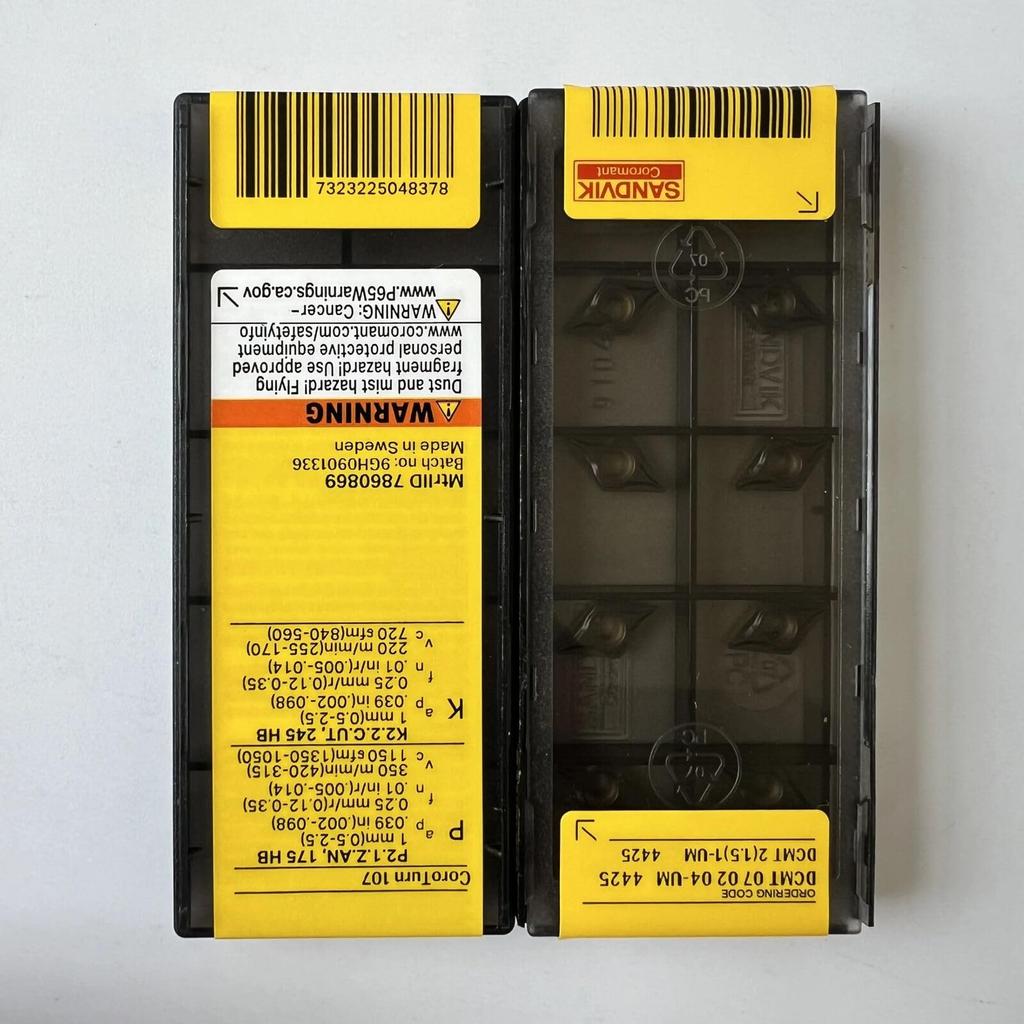 CoroTurn 107
P2.1.Z.AN, 175 HB
P
ap 1 mm(0.5-2.5)
.039 in(.002-.098)
fn 0.25 mm/r(0.12-0.35)
.01 in/r(.005-.014)
vc 350 m/min(420-315)
1150 sfm(1350-1050)
K2.2.C.UT, 245 HB
K
ap 1 mm(0.5-2.5)
.039 in(.002-.098)
fn 0.25 mm/r(0.12-0.35)
.01 in/r(.005-.014)
vc 220 m/min(255-170)
720 sfm(840-560)
MtrlID 7860869
Batch no: 9GH0901336
Made in Sweden
WARNING
Dust and mist hazard! Flying
fragment hazard! Use approved
personal protective equipment
www.coromant.com/safetyinfo
WARNING: Cancer–
www.P65Warnings.ca.gov
7323225048378
ORDERING CODE
DCMT 07 02 04-UM 4425
DCMT 2(1.5)1-UM 4425
07
PC
SANDVIK
07
PC
SANDVIK
Coromant